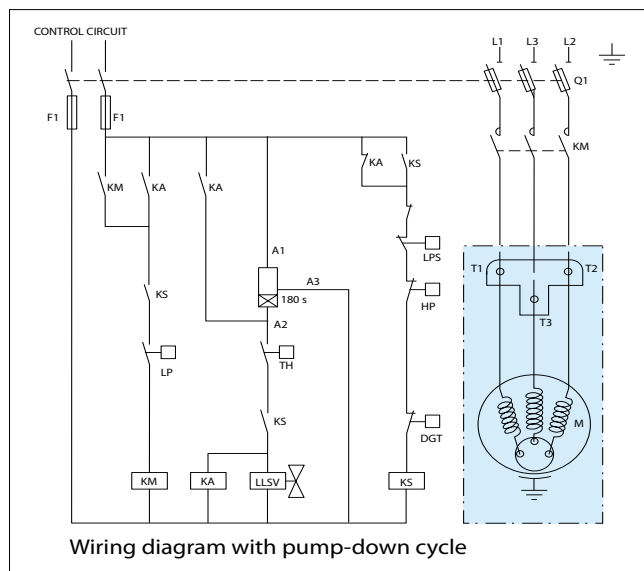 CONTROL CIRCUIT
L1 L3 L2
Q1
F1 F1
KM
KA KS
KM KA KA
LPS
A1
T1 T2
A3
KS 180 s HP
T3
A2
LP TH
KS
M
DGT
KM KA LLSV KS
Wiring diagram with pump-down cycle